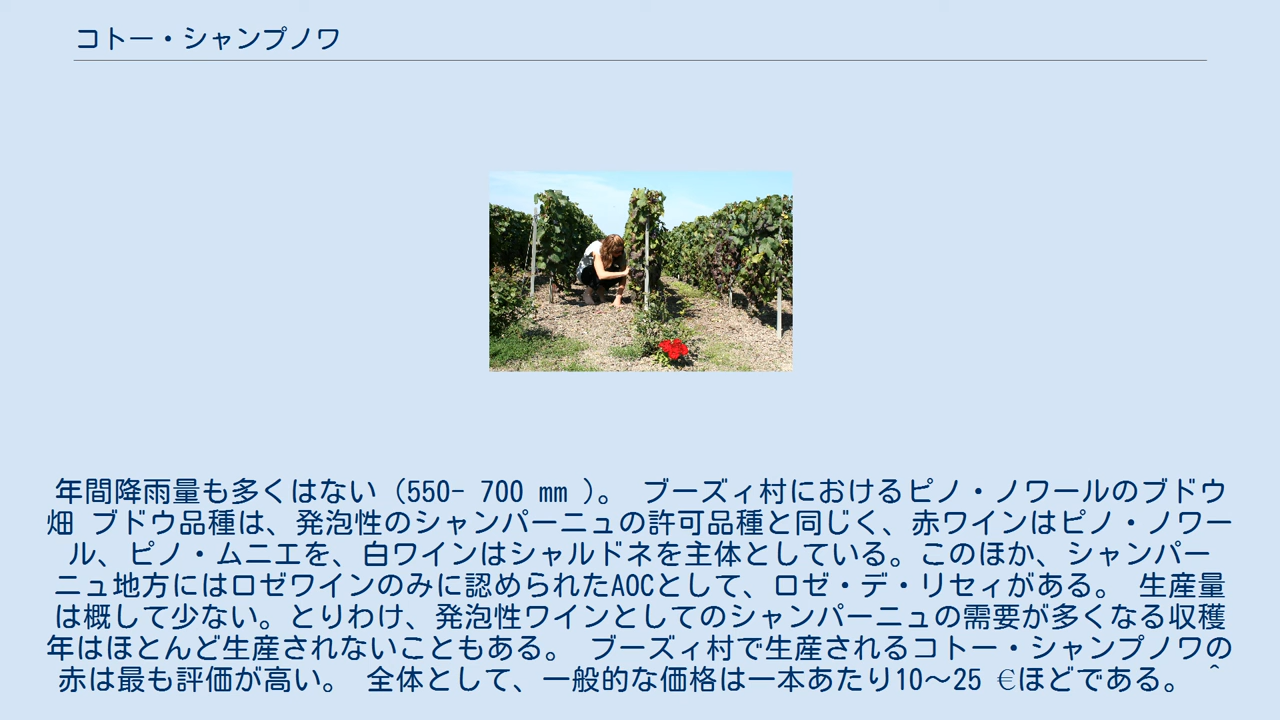 コトー・シャンプノワ
年間降雨量も多くはない（550- 700 mm )。 ブーズィ村におけるピノ・ノワールのブドウ
畑 ブドウ品種は、発泡性のシャンパーニュの許可品種と同じく、赤ワインはピノ・ノワー
ル、ピノ・ムニエを、白ワインはシャルドネを主体としている。このほか、シャンパー
ニュ地方にはロゼワインのみに認められたAOCとして、ロゼ・デ・リセィがある。 生産量
は概して少ない。とりわけ、発泡性ワインとしてのシャンパーニュの需要が多くなる収穫
年はほとんど生産されないこともある。 ブーズィ村で生産されるコトー・シャンプノワの
赤は最も評価が高い。 全体として、一般的な価格は一本あたり10〜25 €ほどである。 ^